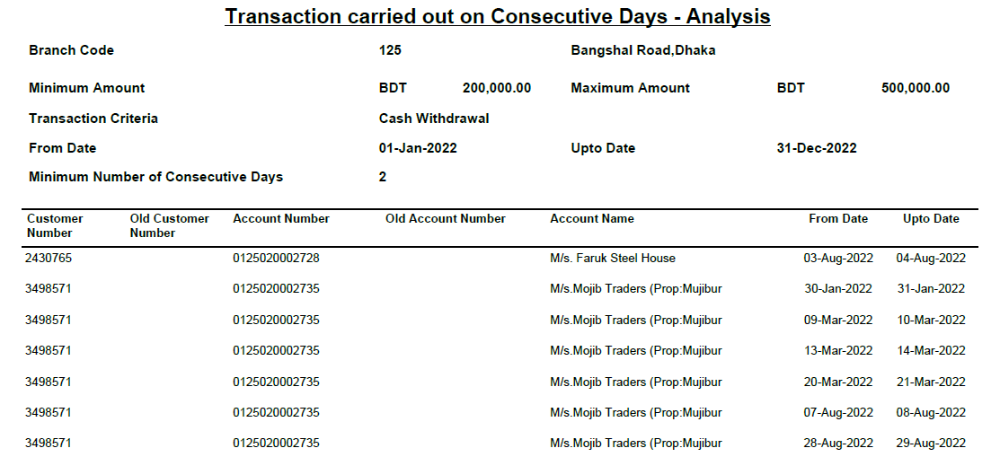 Transaction carried out on Consecutive Days - Analysis
Branch Code 125 Bangshal Road,Dhaka
Minimum Amount BDT 200,000.00 Maximum Amount BDT 500,000.00
Transaction Criteria Cash Withdrawal
From Date 01-Jan-2022 Upto Date 31-Dec-2022
Minimum Number of Consecutive Days 2
Customer Old Customer Account Number Old Account Number Account Name From Date Upto Date
Number Number
2430765 0125020002728 M/s. Faruk Steel House 03-Aug-2022 04-Aug-2022
3498571 0125020002735 M/s.Mojib Traders (Prop:Mujibur 30-Jan-2022 31-Jan-2022
3498571 0125020002735 M/s.Mojib Traders (Prop:Mujibur 09-Mar-2022 10-Mar-2022
3498571 0125020002735 M/s.Mojib Traders (Prop:Mujibur 13-Mar-2022 14-Mar-2022
3498571 0125020002735 M/s.Mojib Traders (Prop:Mujibur 20-Mar-2022 21-Mar-2022
3498571 0125020002735 M/s.Mojib Traders (Prop:Mujibur 07-Aug-2022 08-Aug-2022
3498571 0125020002735 M/s.Mojib Traders (Prop:Mujibur 28-Aug-2022 29-Aug-2022